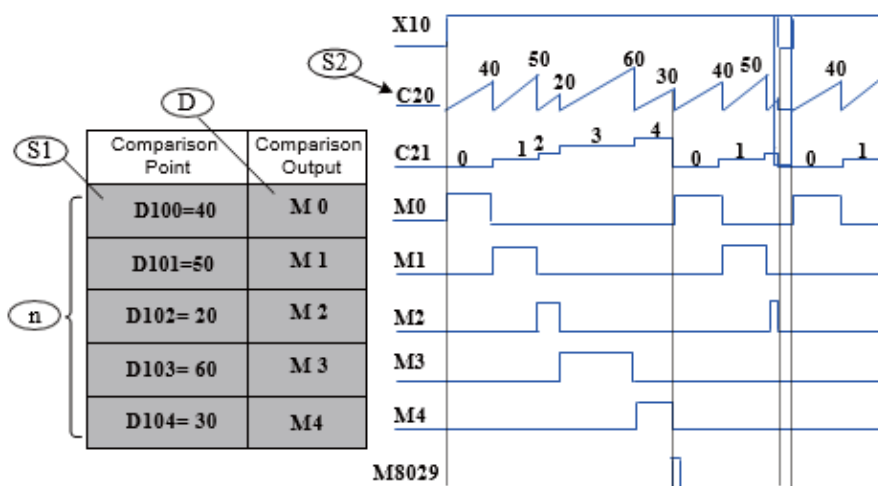 S1
D
Comparison Point
Comparison Output
D100=40
M 0
D101=50
M 1
D102= 20
M 2
D103= 60
M 3
D104= 30
M4
n
X10
S2
C20
40
50
20
60
30
40
50
40
C21
0
1
2
3
4
0
1
0
1
M0
M1
M2
M3
M4
M8029